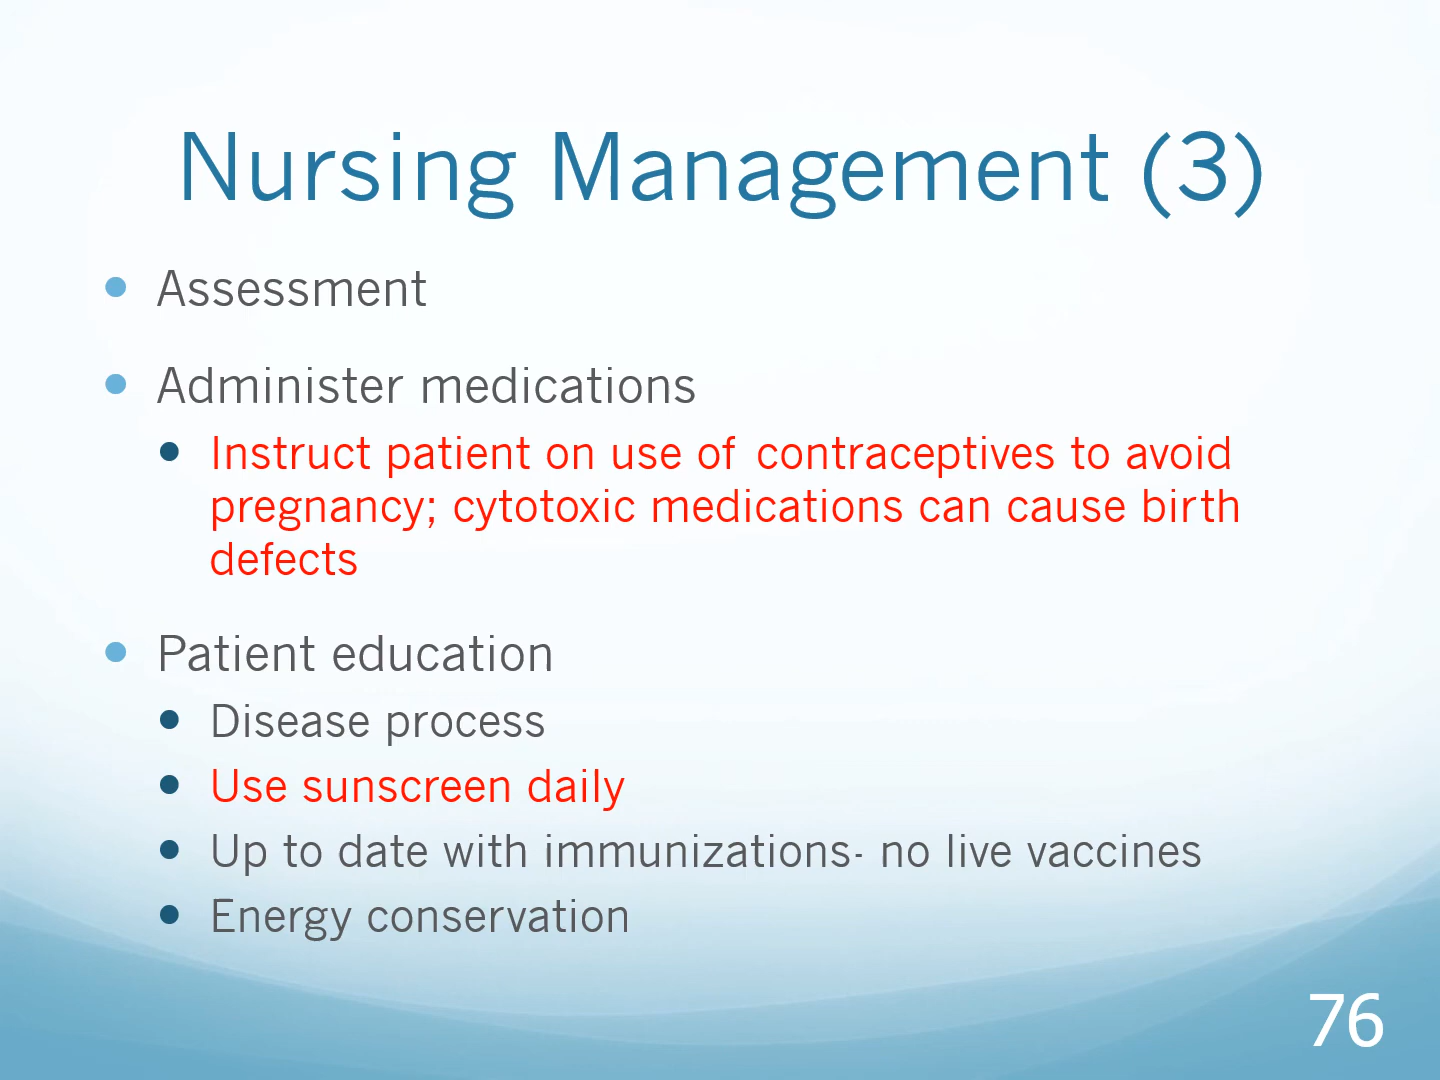 Nursing Management (3)
Assessment
Administer medications
Instruct patient on use of contraceptives to avoid
pregnancy; cytotoxic medications can cause birth
defects
Patient education
Disease process
Use sunscreen daily
Up to date with immunizations- no live vaccines
Energy conservation
76